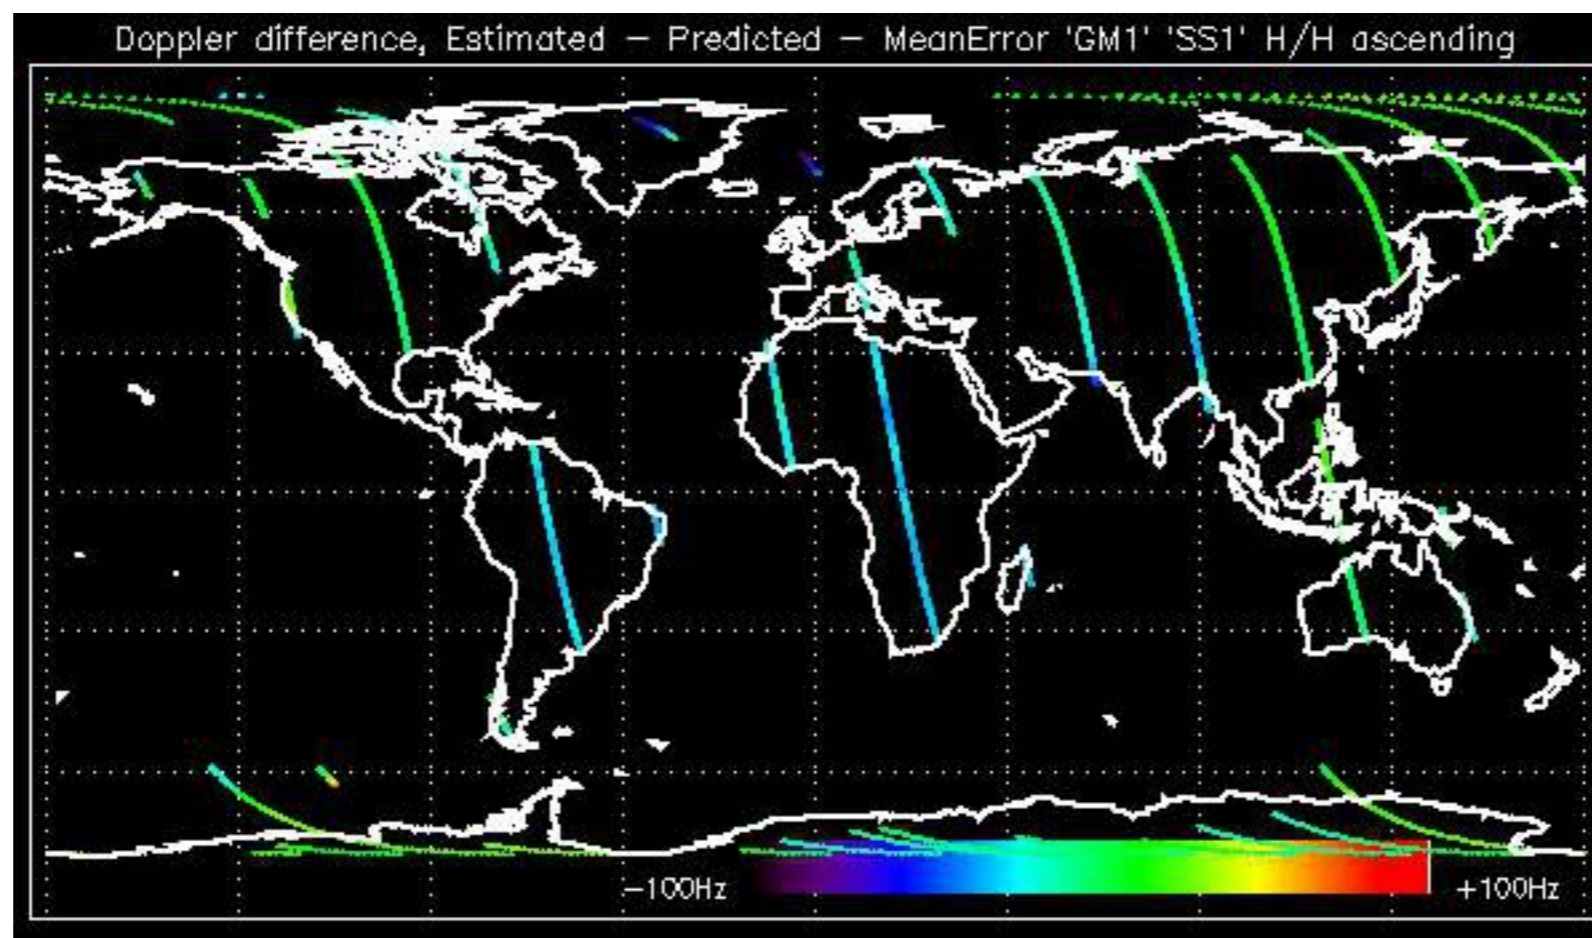 Doppler difference, Estimated − Predicted − MeanError 'GM1' 'SS1' H/H ascending
−100Hz +100Hz